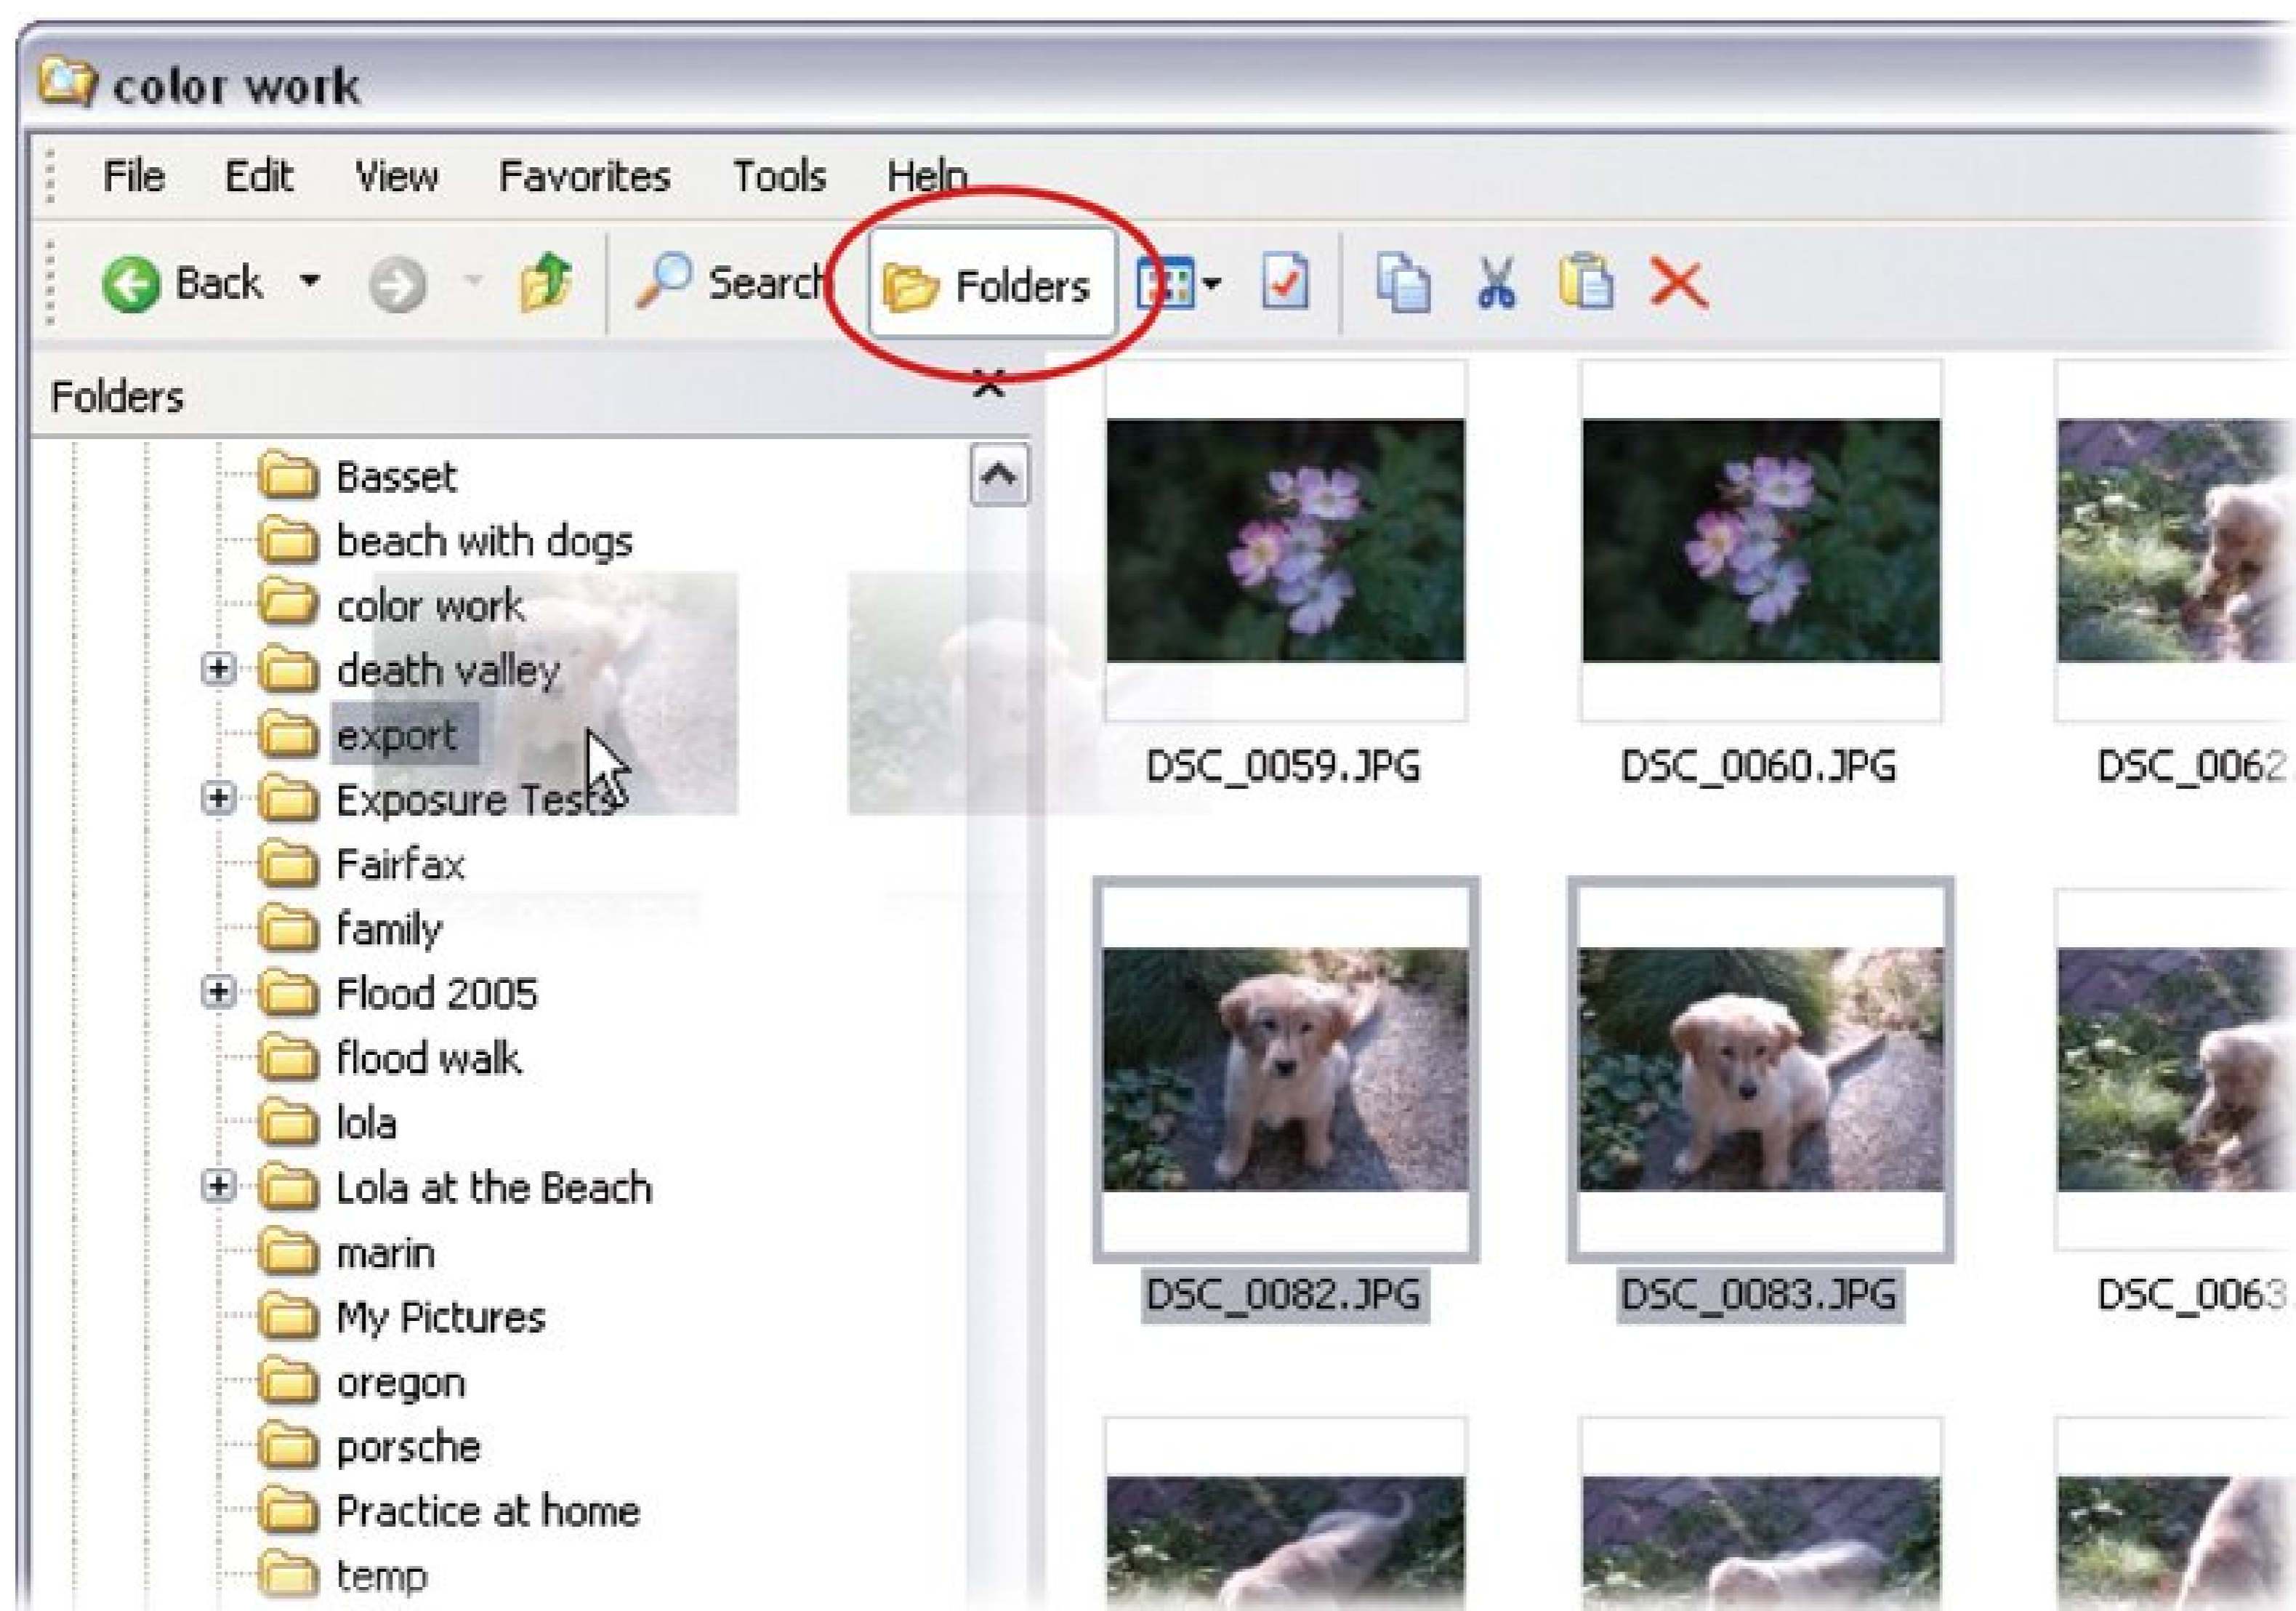 color work
File Edit View Favorites Tools Help
Back Search Folders
Folders
Basset
beach with dogs
color work
death valley
export
Exposure Tests
Fairfax
family
Flood 2005
flood walk
lola
Lola at the Beach
marin
My Pictures
oregon
porsche
Practice at home
temp
DSC_0059.JPG DSC_0060.JPG DSC_0062
DSC_0082.JPG DSC_0083.JPG DSC_0063